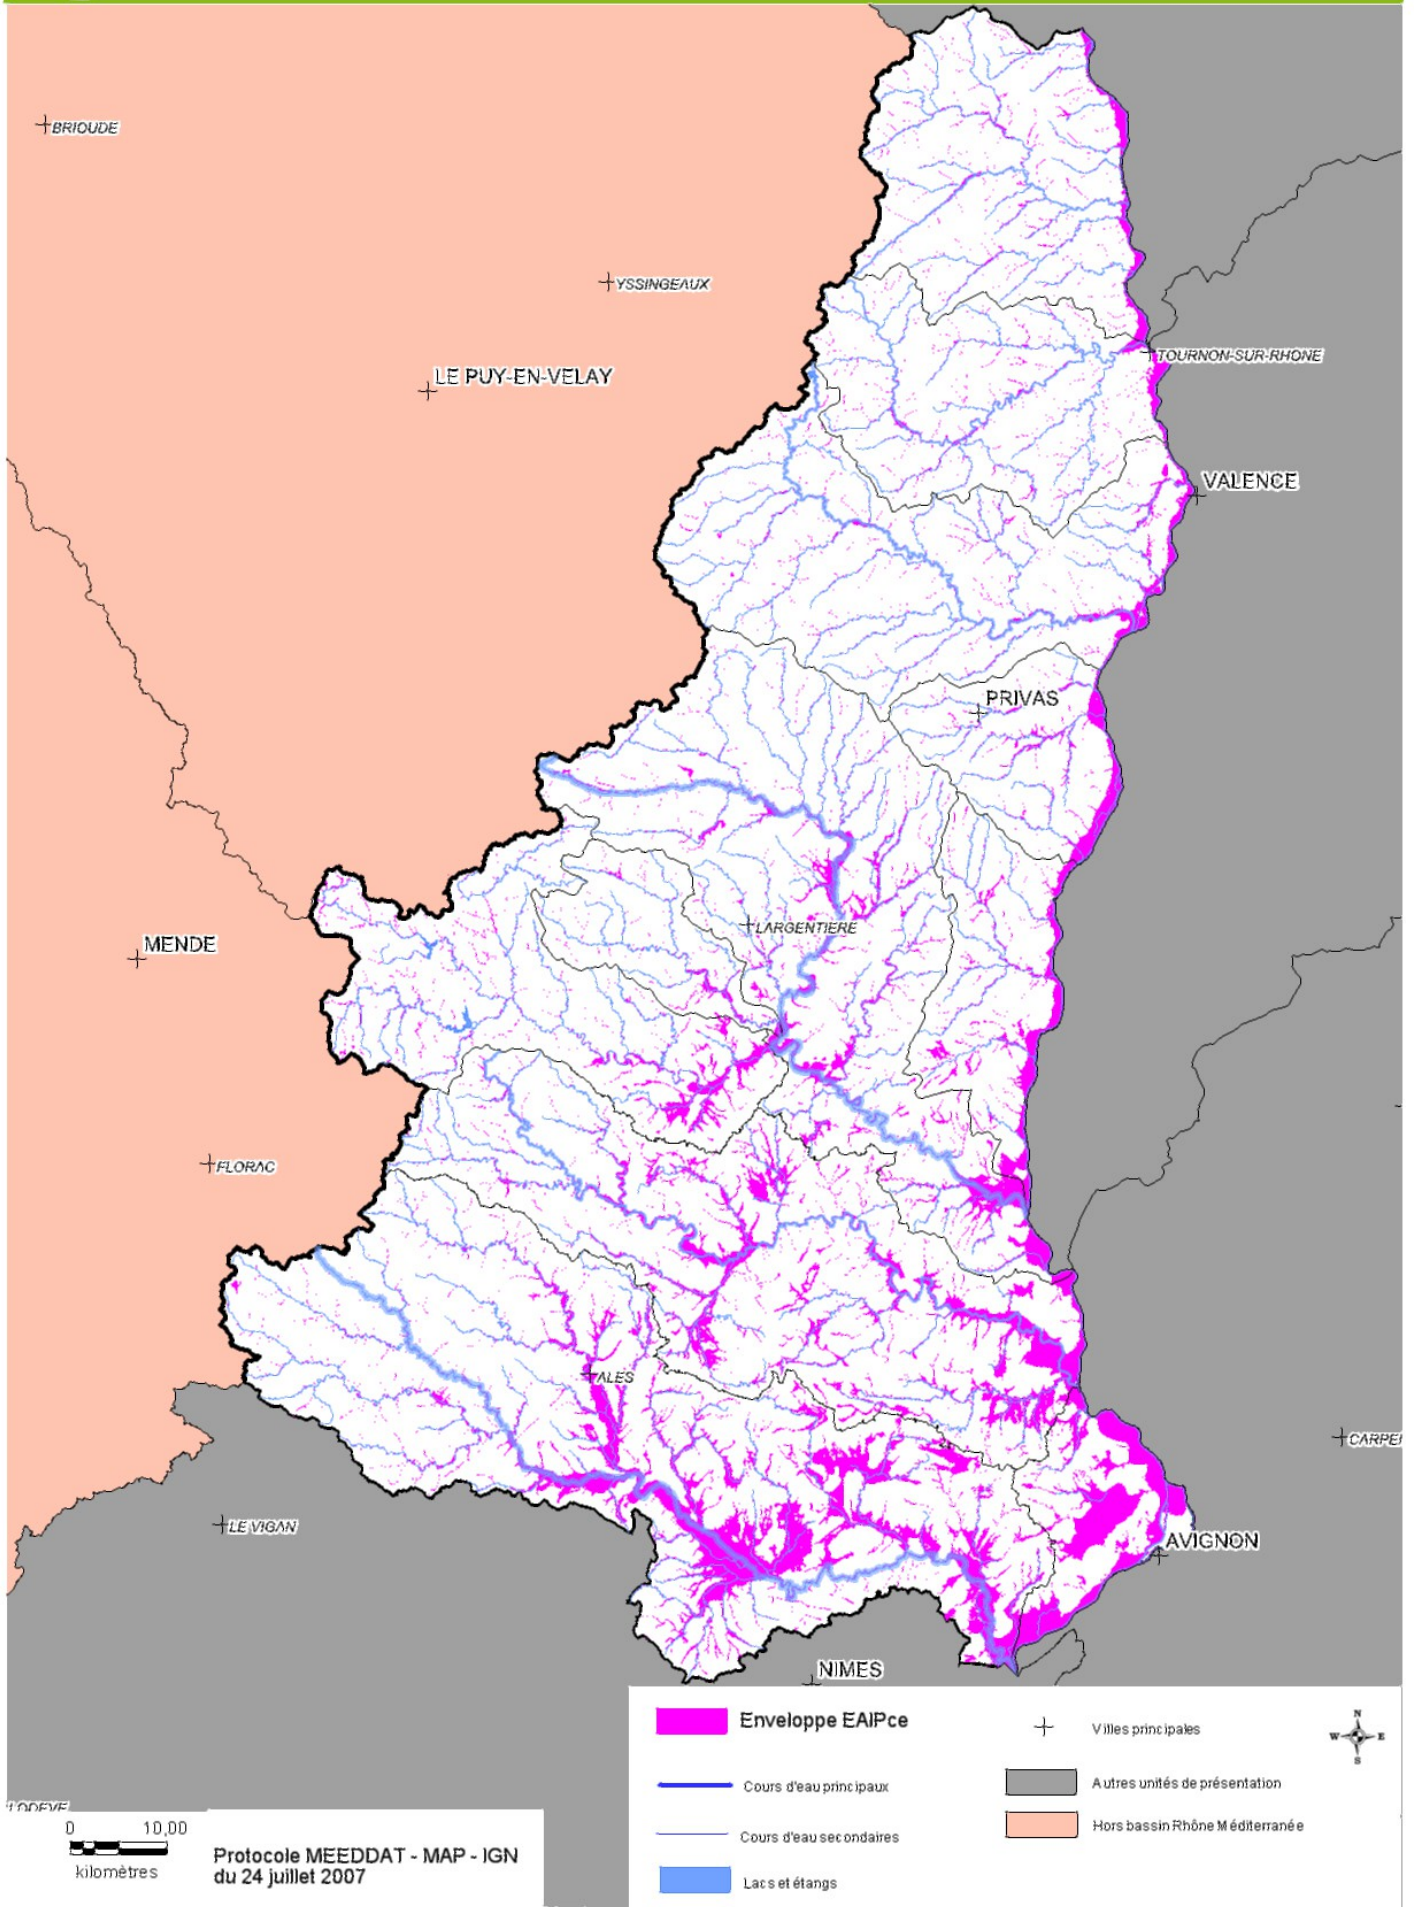 BRIOUDE
YSSINGEAUX
TOURNON-SUR-RHONE
LE PUY-EN-VELAY
VALENCE
PRIVAS
LARGENTIERE
MENDE
FLORAC
ALES
CARPE
LE VIGAN
AVIGNON
NIMES
Enveloppe EAIPce
Villes principales
N
W E
S
Cours d'eau principaux
Autres unités de présentation
LODEVE
0 10,00
kilomètres
Protocole MEEDDAT - MAP - IGN
du 24 juillet 2007
Cours d'eau secondaires
Hors bassin Rhône Méditerranée
Lacs et étangs